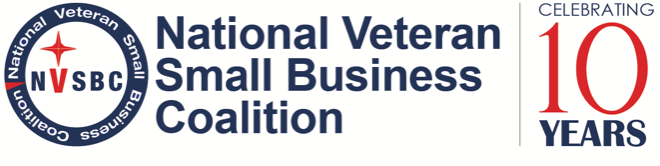 National Veteran Small Business Coalition
NVSBC
National Veteran
Small Business
Coalition
CELEBRATING
10
YEARS